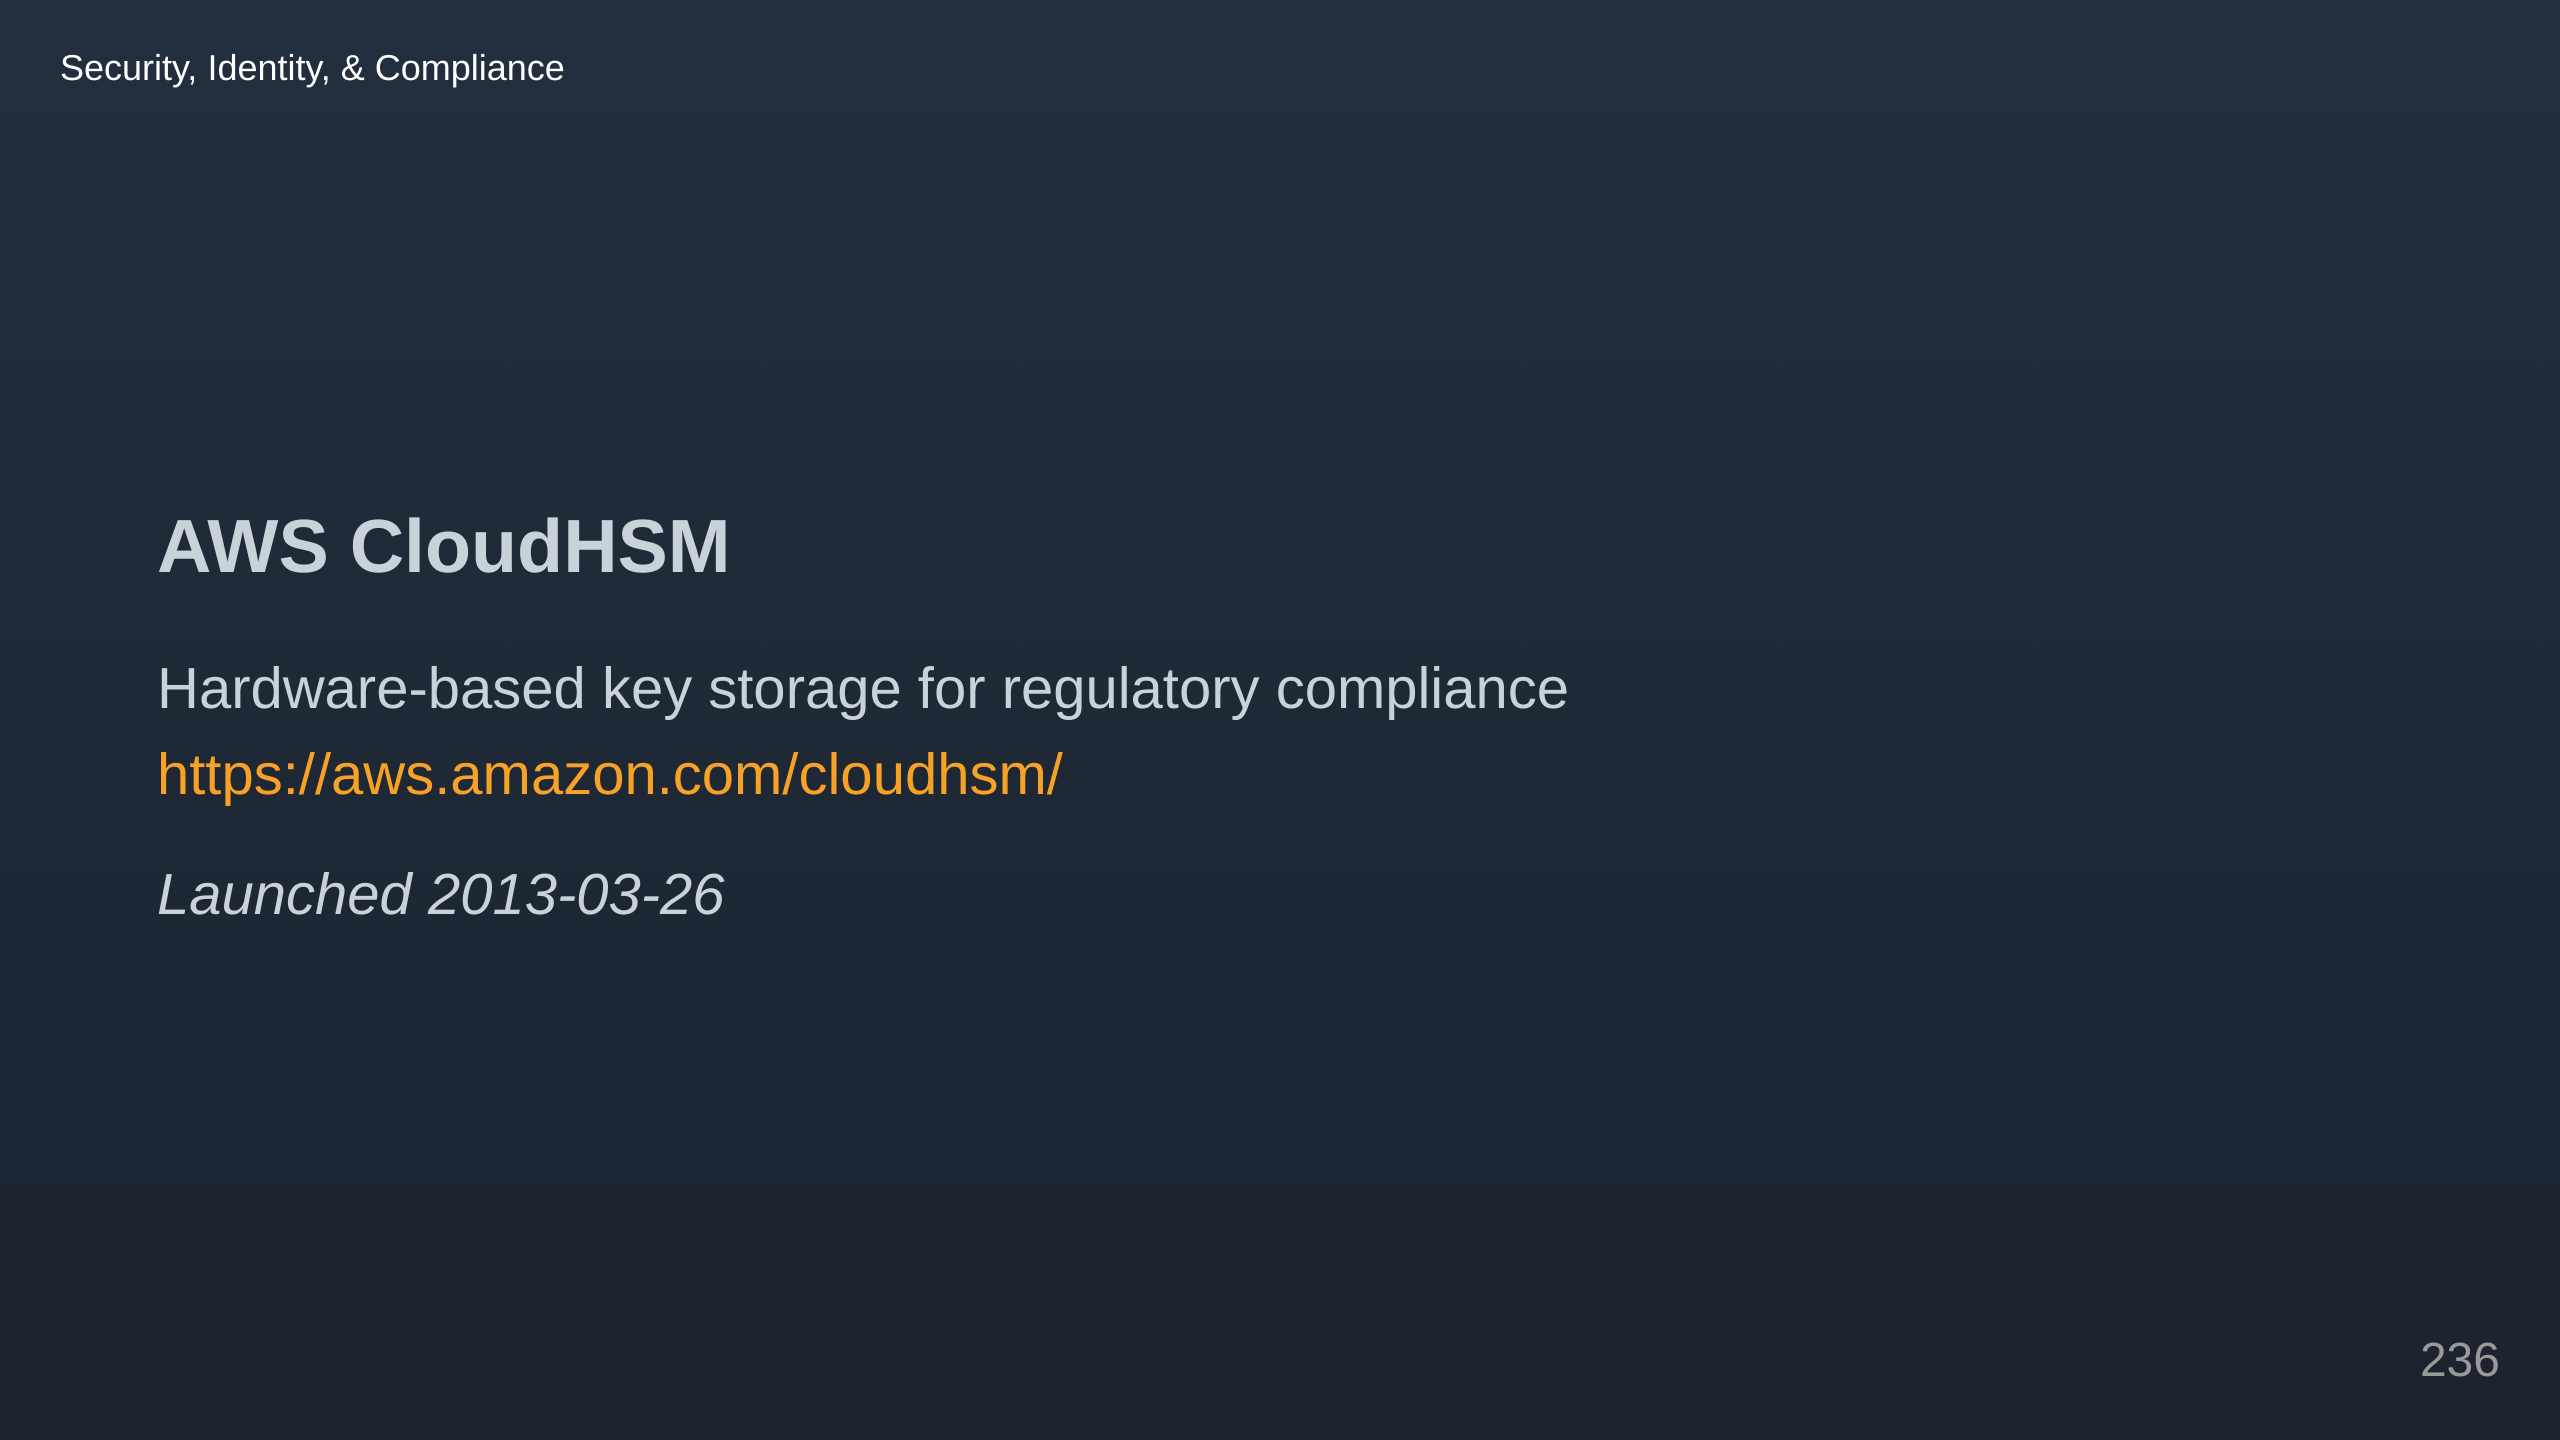 Security, Identity, & Compliance
AWS CloudHSM
Hardware-based key storage for regulatory compliance
https://aws.amazon.com/cloudhsm/
Launched 2013-03-26
236